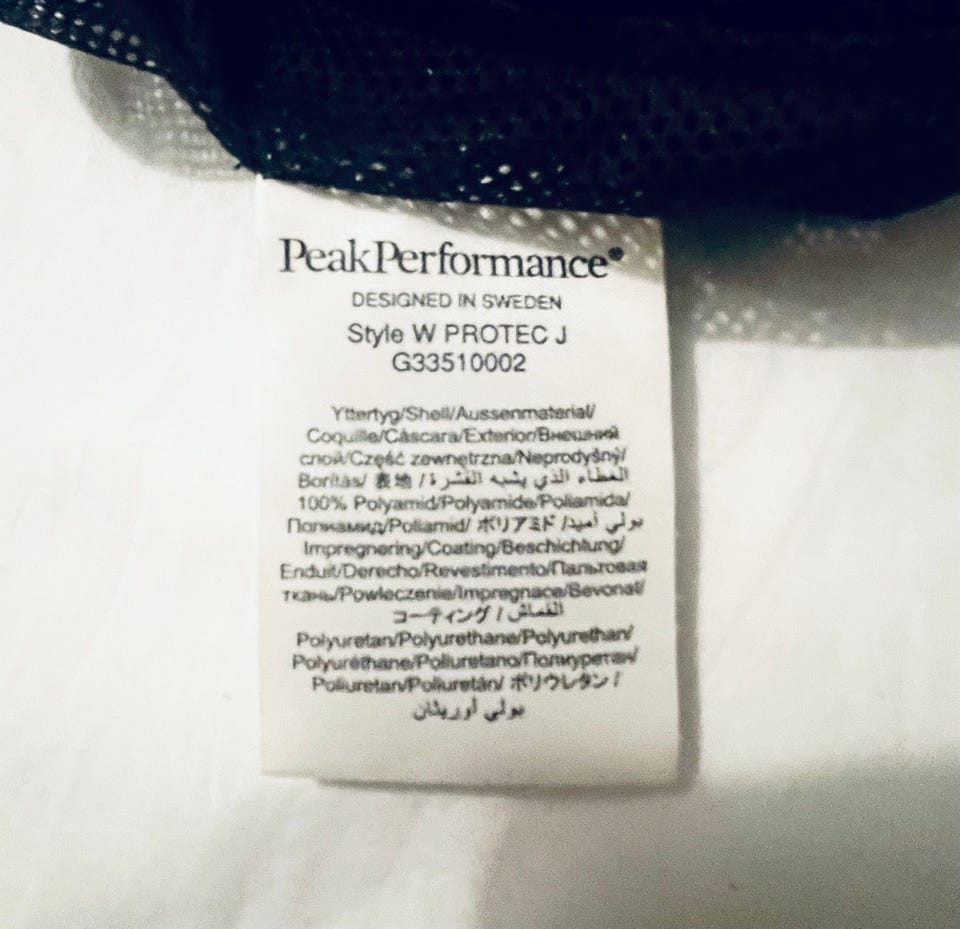 PeakPerformance®
DESIGNED IN SWEDEN
Style W PROTEC J
G33510002
Yttertyg/Shell/Aussenmaterial/
Coquille/Cáscara/Exterior/Внешний
слой/Część zewnętrzna/Neprodyšný/
Borítás/ 表地 / الغطاء الذي يشبه القشرة/
100% Polyamid/Polyamide/Poliamida/
Полиамид/Poliamid/ ポリアミド /بولي أميد/
Impregnering/Coating/Beschichtung/
Enduit/Derecho/Revestimento/Пальтовая
ткань/Powleczenie/Impregnace/Bevonat/
コーティング / القماش/
Polyuretan/Polyurethane/Polyurethan/
Polyuréthane/Poliuretano/Полиуретан/
Poliuretan/Poliuretán/ ポリウレタン /
بولي أوريثان